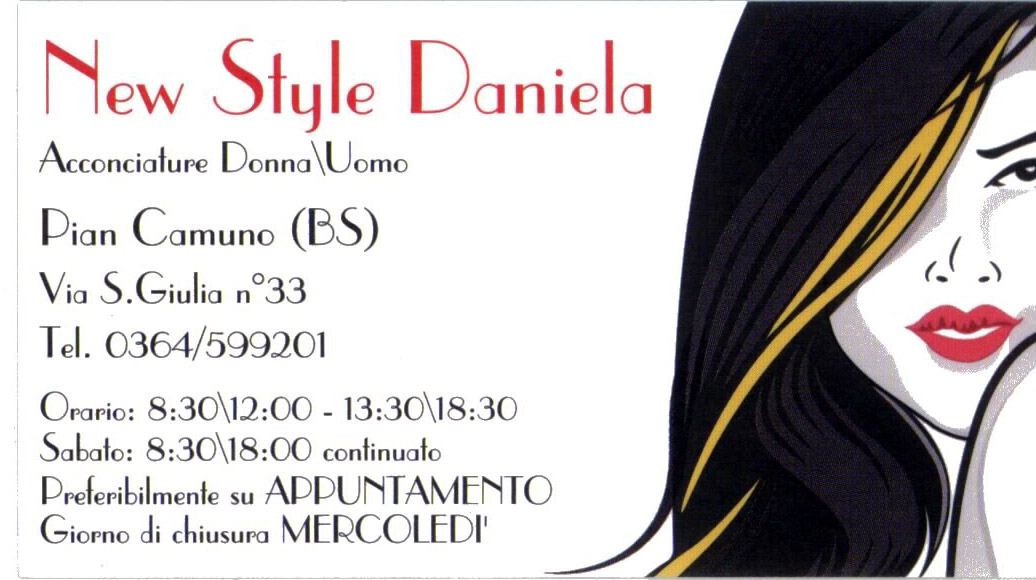 New Style Daniela
Acconciature Donna\Uomo
Pian Camuno (BS)
Via S.Giulia n°33
Tel. 0364/599201
Orario: 8:30\12:00 - 13:30\18:30
Sabato: 8:30\18:00 continuato
Preferibilmente su APPUNTAMENTO
Giorno di chiusura MERCOLEDI'